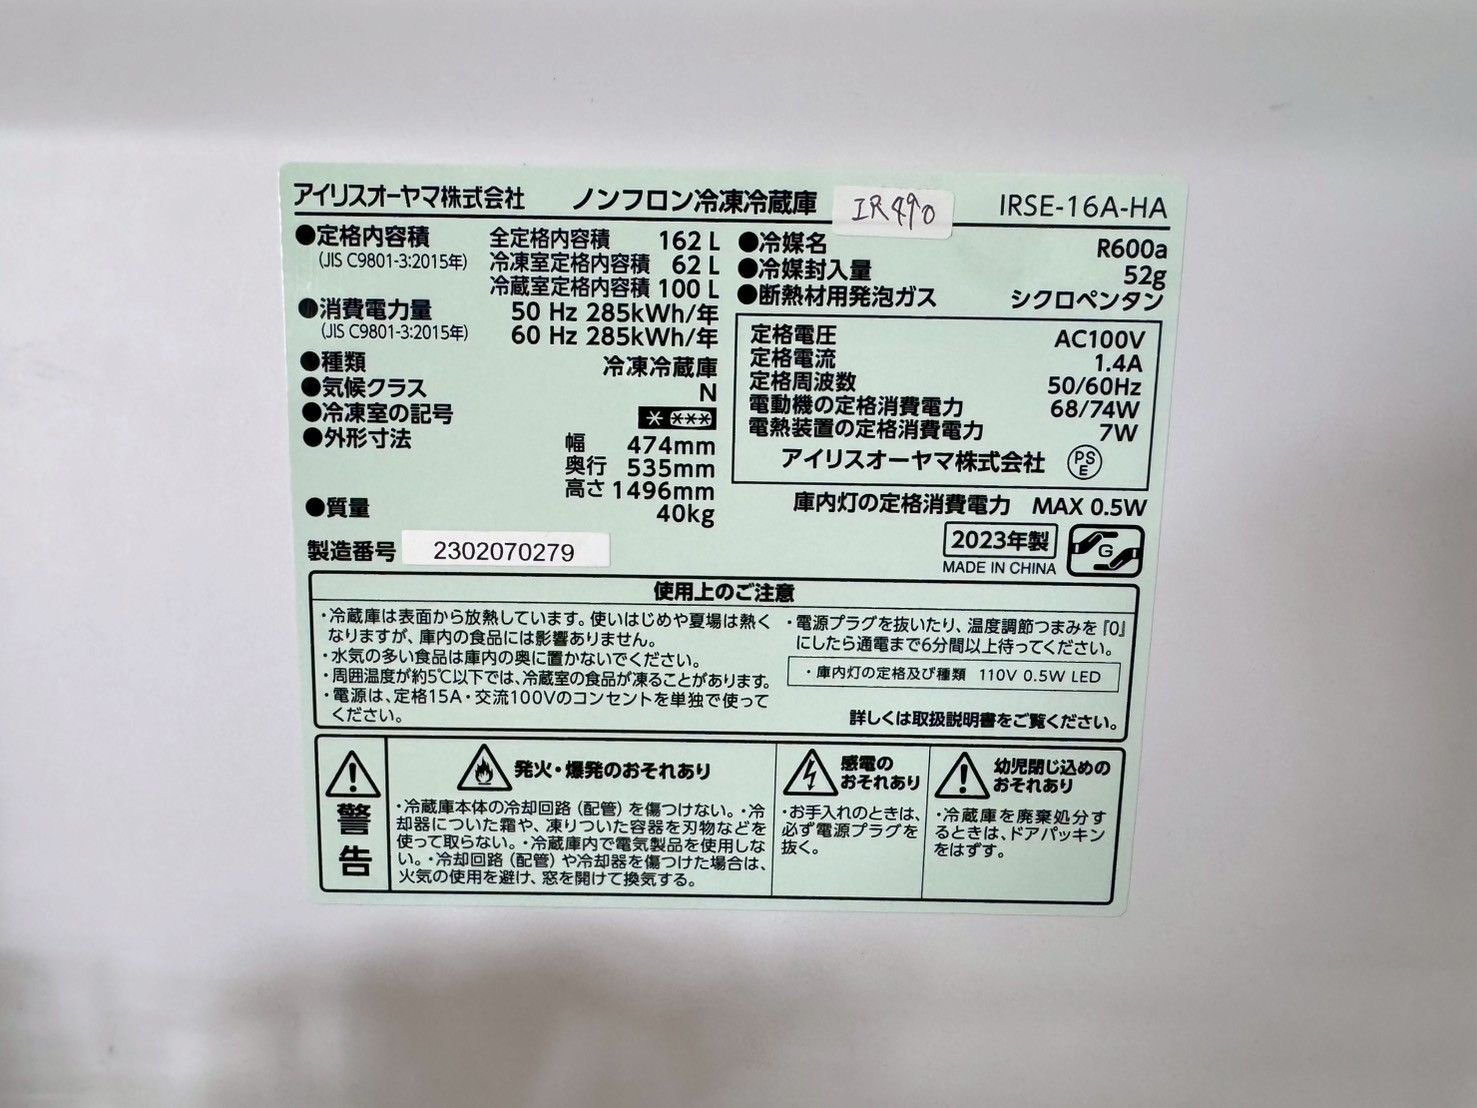 アイリスオーヤマ株式会社 ノンフロン冷凍冷蔵庫 IR490 IRSE-16A-HA
●定格内容積 全定格内容積 162 L
(JIS C9801-3:2015年) 冷凍室定格内容積 62 L
冷蔵室定格内容積 100 L
●消費電力量 50 Hz 285kWh/年
(JIS C9801-3:2015年) 60 Hz 285kWh/年
●種類 冷凍冷蔵庫
●気候クラス N
●冷凍室の記号 * ***
●外形寸法 幅 474mm
奥行 535mm
高さ 1496mm
●質量 40kg
製造番号 2302070279
●冷媒名 R600a
●冷媒封入量 52g
●断熱材用発泡ガス シクロペンタン
定格電圧 AC100V
定格電流 1.4A
定格周波数 50/60Hz
電動機の定格消費電力 68/74W
電熱装置の定格消費電力 7W
アイリスオーヤマ株式会社 PSE
庫内灯の定格消費電力 MAX 0.5W
2023年製
MADE IN CHINA
G
使用上のご注意
・冷蔵庫は表面から放熱しています。使いはじめや夏場は熱く
なりますが、庫内の食品には影響ありません。
・水気の多い食品は庫内の奥に置かないでください。
・周囲温度が約5℃以下では、冷蔵室の食品が凍ることがあります。
・電源は、定格15A・交流100Vのコンセントを単独で使って
ください。
・電源プラグを抜いたり、温度調節つまみを『0』
にしたら通電まで6分間以上待ってください。
・庫内灯の定格及び種類 110V 0.5W LED
詳しくは取扱説明書をご覧ください。
警告
発火・爆発のおそれあり
・冷蔵庫本体の冷却回路（配管）を傷つけない。・冷
却器についた霜や、凍りついた容器を刃物などを
使って取らない。・冷蔵庫内で電気製品を使用しな
い。・冷却回路（配管）や冷却器を傷つけた場合は、
火気の使用を避け、窓を開けて換気する。
感電の
おそれあり
・お手入れのときは、
必ず電源プラグを
抜く。
幼児閉じ込めの
おそれあり
・冷蔵庫を廃棄処分す
るときは、ドアパッキン
をはずす。